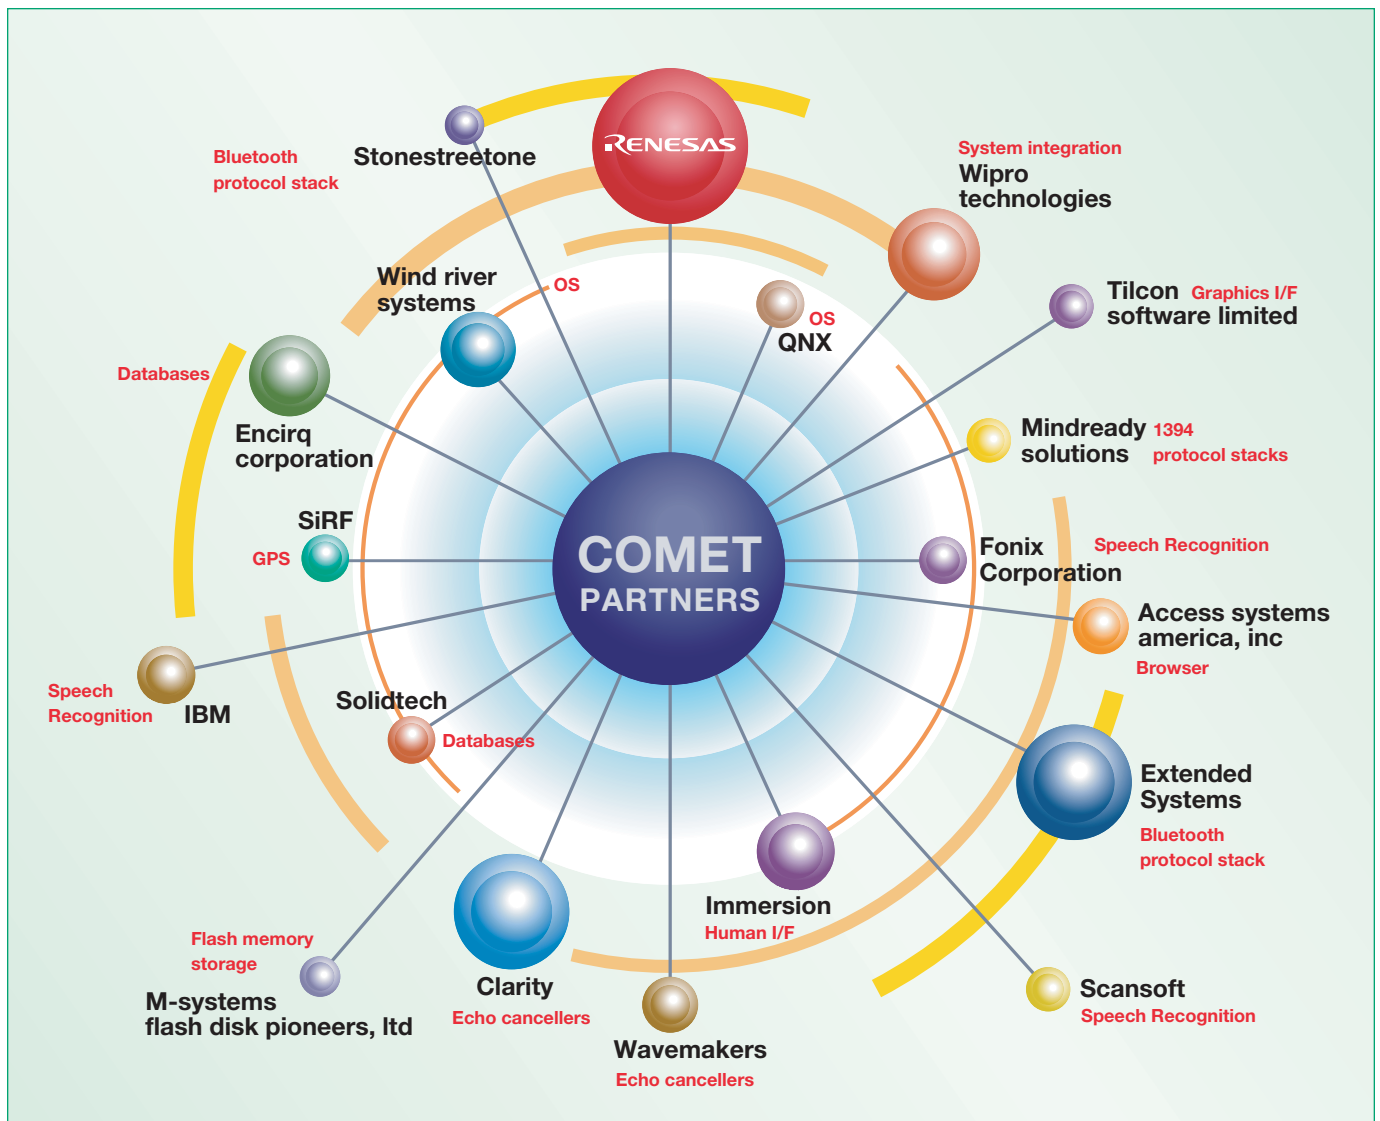 RENESAS
Bluetooth
protocol stack
Stonestreetone
System integration
Wipro
technologies
Wind river
systems
OS
OS
QNX
Tilcon Graphics I/F
software limited
Databases
Encirq
corporation
Mindready 1394
solutions protocol stacks
SiRF
GPS
COMET
PARTNERS
Fonix
Corporation
Speech Recognition
Access systems
america, inc
Browser
Speech
Recognition
IBM
Solidtech
Databases
Extended
Systems
Bluetooth
protocol stack
Immersion
Human I/F
Flash memory
storage
M-systems
flash disk pioneers, ltd
Clarity
Echo cancellers
Wavemakers
Echo cancellers
Scansoft
Speech Recognition